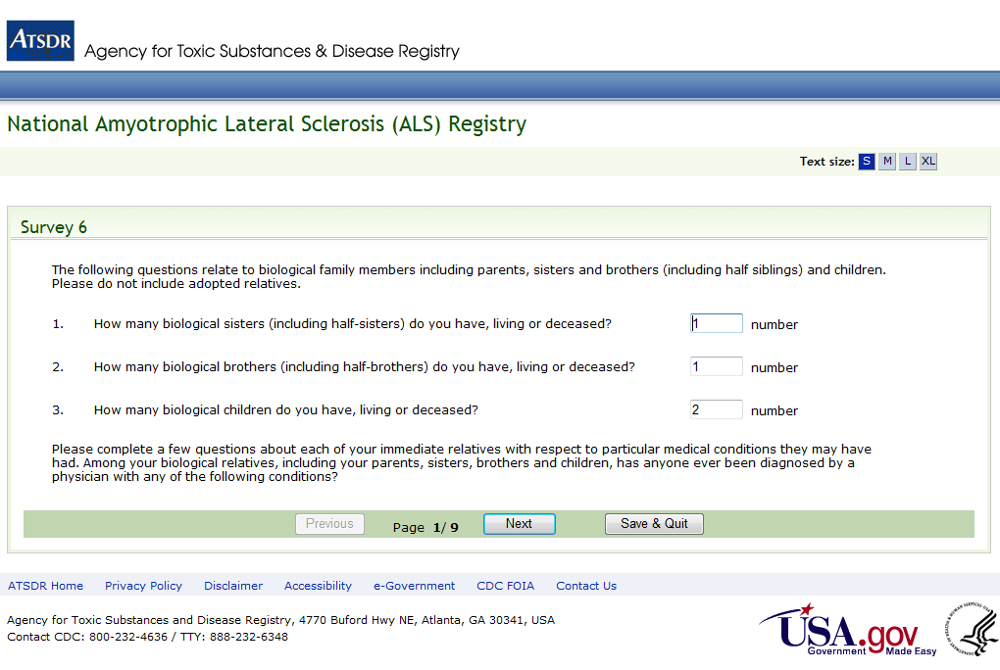 ATSDR
Agency for Toxic Substances & Disease Registry
National Amyotrophic Lateral Sclerosis (ALS) Registry
Text size: S M L XL
Survey 6
The following questions relate to biological family members including parents, sisters and brothers (including half siblings) and children.
Please do not include adopted relatives.
1. How many biological sisters (including half-sisters) do you have, living or deceased? 1 number
2. How many biological brothers (including half-brothers) do you have, living or deceased? 1 number
3. How many biological children do you have, living or deceased? 2 number
Please complete a few questions about each of your immediate relatives with respect to particular medical conditions they may have
had. Among your biological relatives, including your parents, sisters, brothers and children, has anyone ever been diagnosed by a
physician with any of the following conditions?
Previous Page 1/ 9 Next Save & Quit
ATSDR Home Privacy Policy Disclaimer Accessibility e-Government CDC FOIA Contact Us
Agency for Toxic Substances and Disease Registry, 4770 Buford Hwy NE, Atlanta, GA 30341, USA
Contact CDC: 800-232-4636 / TTY: 888-232-6348
USA.gov
Government Made Easy
DEPARTMENT OF HEALTH & HUMAN SERVICES USA